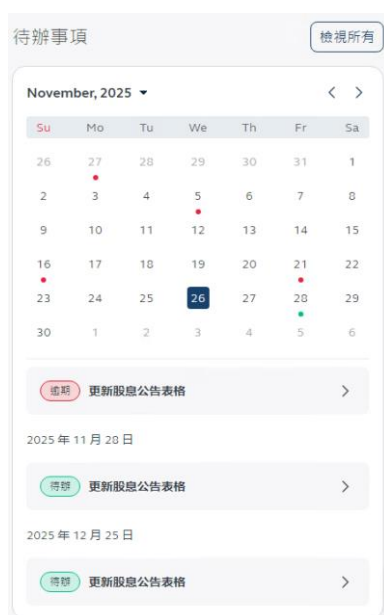 待辦事項
檢視所有
November, 2025
Su Mo Tu We Th Fr Sa
26 27 28 29 30 31 1
2 3 4 5 6 7 8
9 10 11 12 13 14 15
16 17 18 19 20 21 22
23 24 25 26 27 28 29
30 1 2 3 4 5 6
逾期 更新股息公告表格
2025 年 11 月 28 日
待辦 更新股息公告表格
2025 年 12 月 25 日
待辦 更新股息公告表格